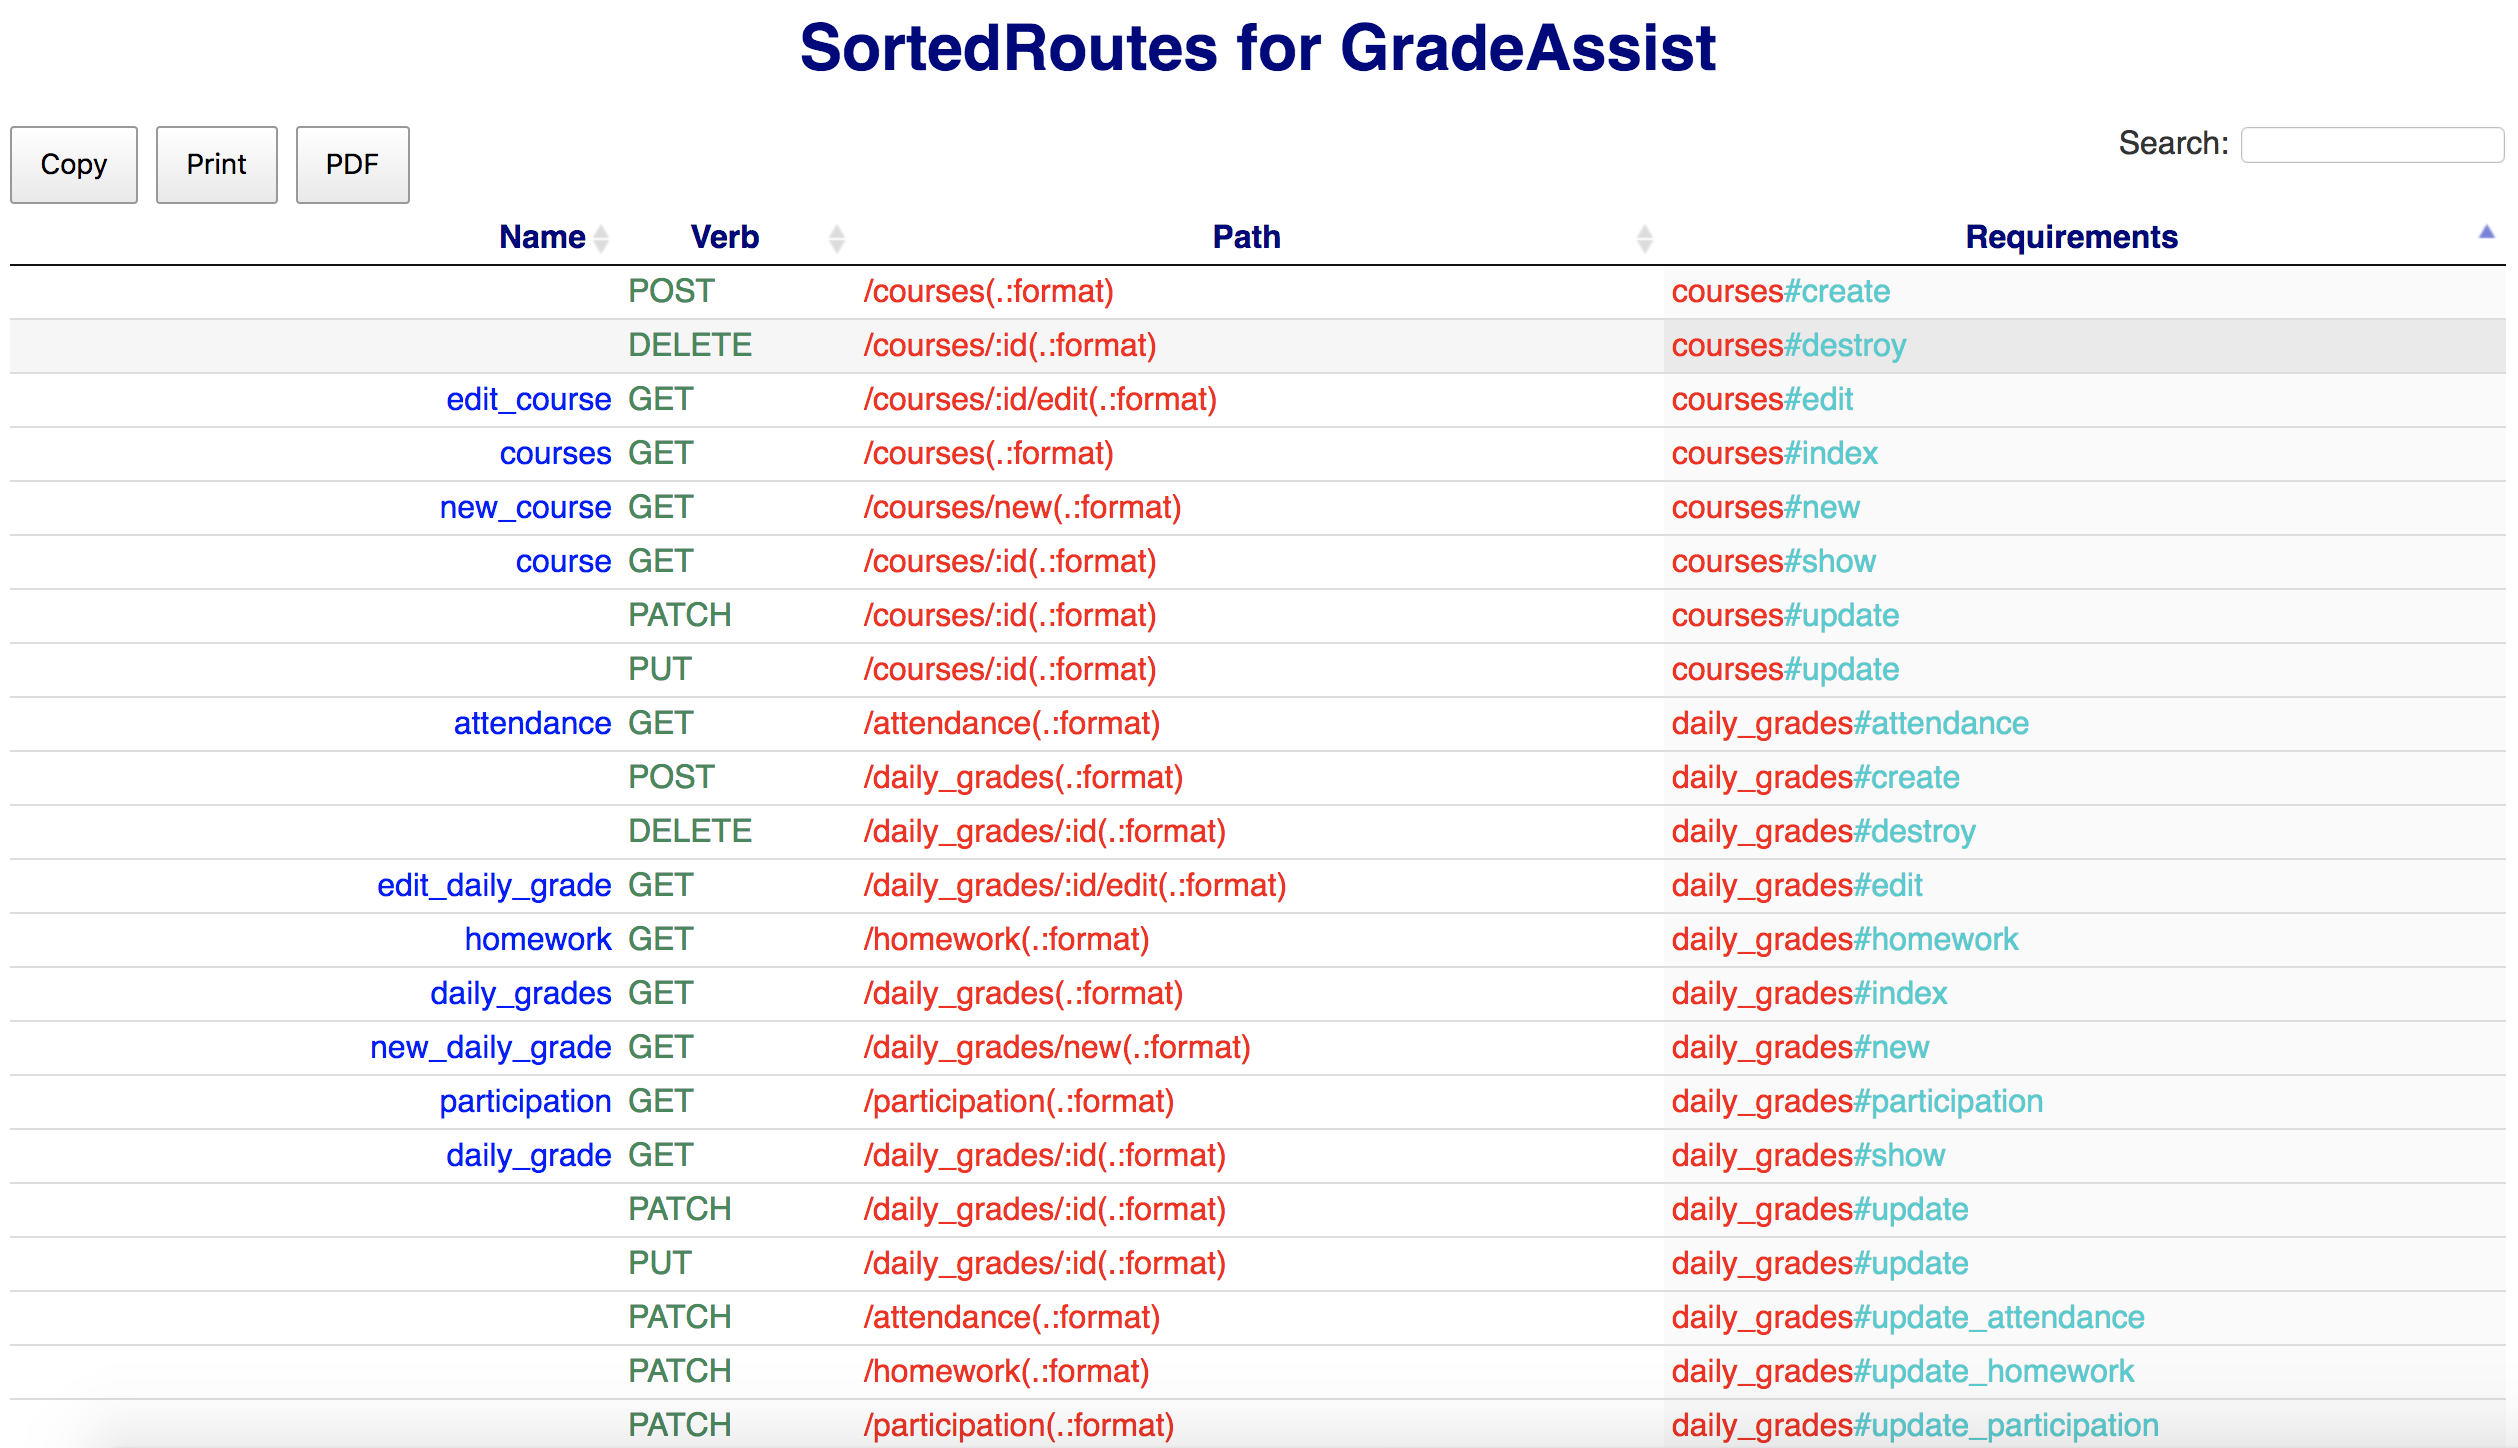 SortedRoutes for GradeAssist
Copy Print PDF Search:
Name Verb Path Requirements
POST /courses(.:format) courses#create
DELETE /courses/:id(.:format) courses#destroy
edit_course GET /courses/:id/edit(.:format) courses#edit
courses GET /courses(.:format) courses#index
new_course GET /courses/new(.:format) courses#new
course GET /courses/:id(.:format) courses#show
PATCH /courses/:id(.:format) courses#update
PUT /courses/:id(.:format) courses#update
attendance GET /attendance(.:format) daily_grades#attendance
POST /daily_grades(.:format) daily_grades#create
DELETE /daily_grades/:id(.:format) daily_grades#destroy
edit_daily_grade GET /daily_grades/:id/edit(.:format) daily_grades#edit
homework GET /homework(.:format) daily_grades#homework
daily_grades GET /daily_grades(.:format) daily_grades#index
new_daily_grade GET /daily_grades/new(.:format) daily_grades#new
participation GET /participation(.:format) daily_grades#participation
daily_grade GET /daily_grades/:id(.:format) daily_grades#show
PATCH /daily_grades/:id(.:format) daily_grades#update
PUT /daily_grades/:id(.:format) daily_grades#update
PATCH /attendance(.:format) daily_grades#update_attendance
PATCH /homework(.:format) daily_grades#update_homework
PATCH /participation(.:format) daily_grades#update_participation